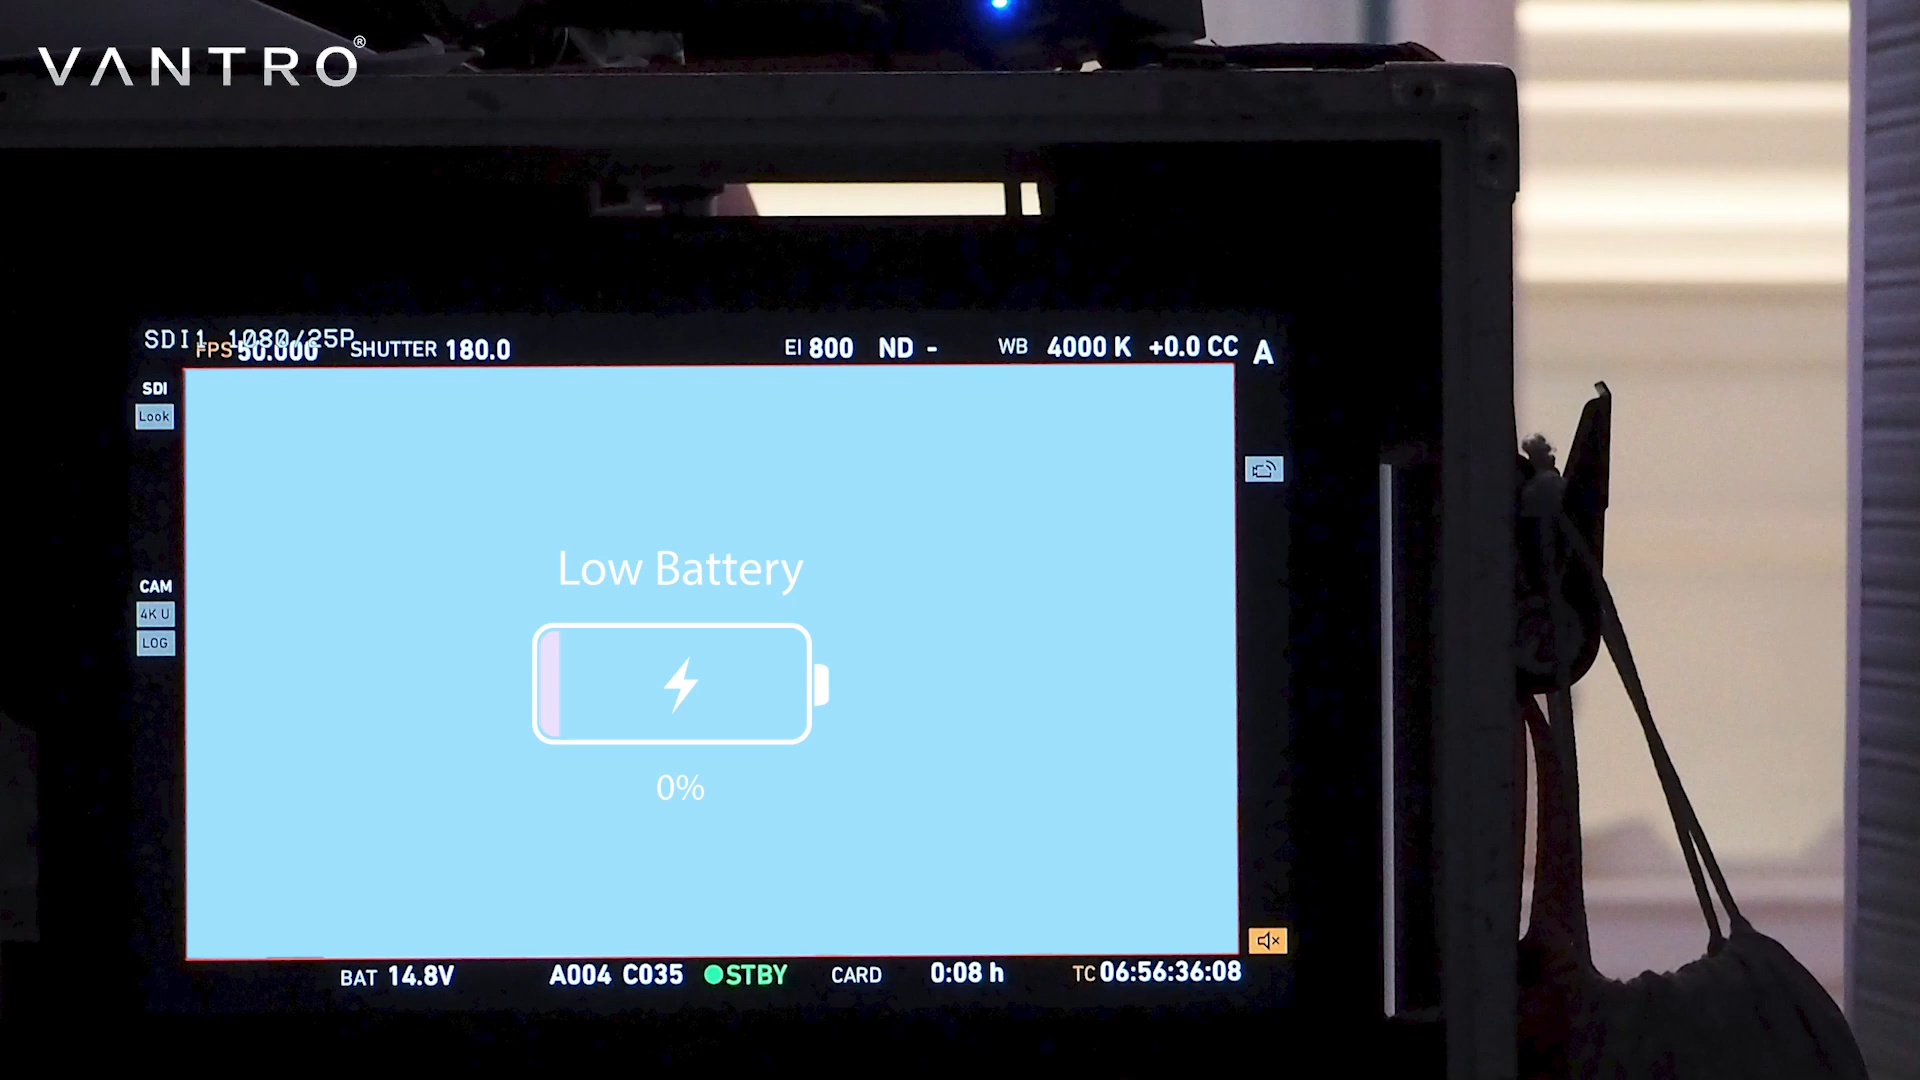 VANTRO®
SDI1 1080/25P
FPS 50.000 SHUTTER 180.0 EI 800 ND - WB 4000 K +0.0 CC A
SDI
Look
CAM
4K U
LOG
Low Battery
0%
BAT 14.8V A004 C035 STBY CARD 0:08 h TC 06:56:36:08